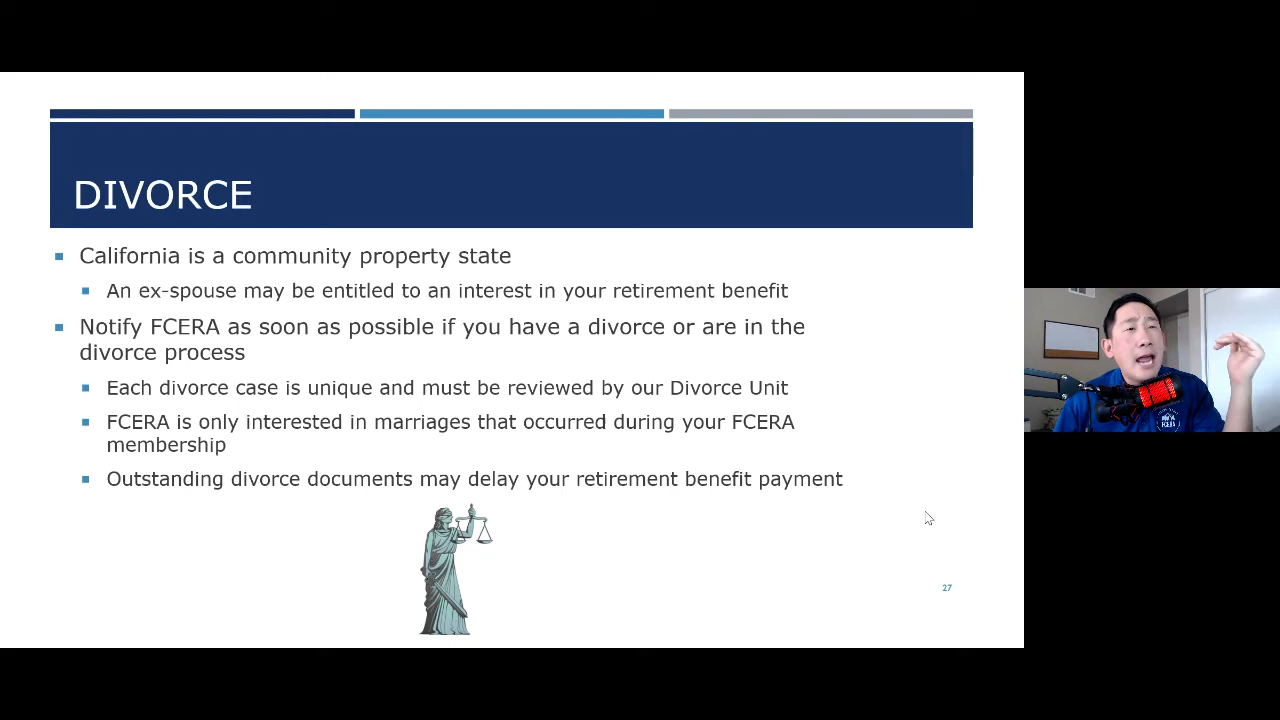 DIVORCE
California is a community property state
An ex-spouse may be entitled to an interest in your retirement benefit
Notify FCERA as soon as possible if you have a divorce or are in the
divorce process
Each divorce case is unique and must be reviewed by our Divorce Unit
FCERA is only interested in marriages that occurred during your FCERA
membership
Outstanding divorce documents may delay your retirement benefit payment
27
FCERA